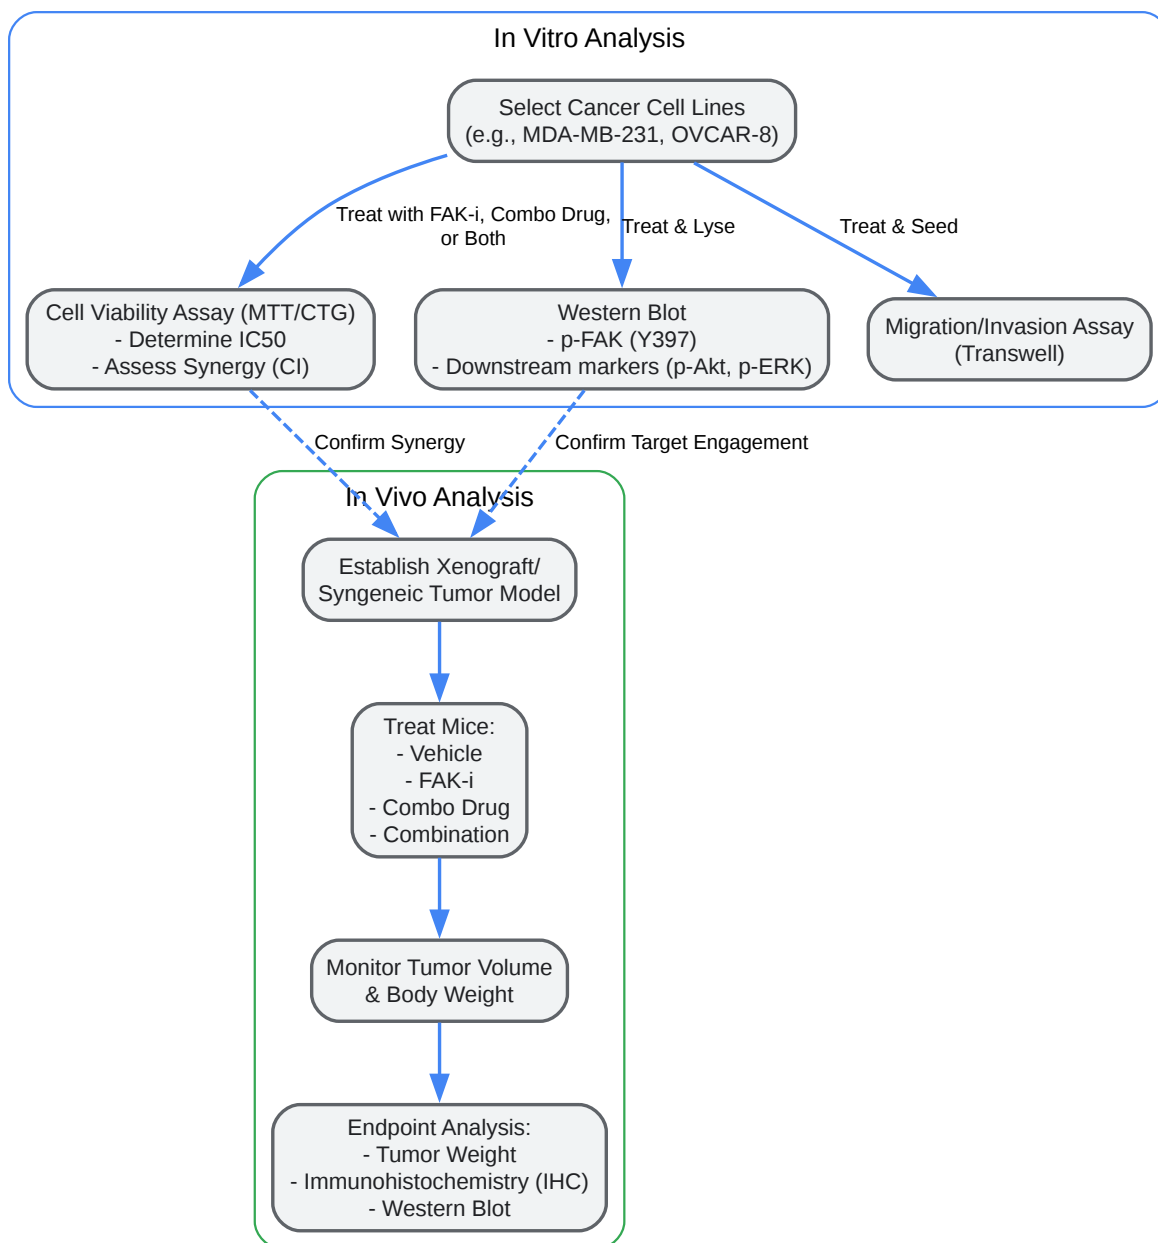 In Vitro Analysis
Select Cancer Cell Lines
(e.g., MDA-MB-231, OVCAR-8)
Treat with FAK-i, Combo Drug,
or Both
Treat & Lyse
Treat & Seed
Cell Viability Assay (MTT/CTG)
- Determine IC50
- Assess Synergy (CI)
Western Blot
- p-FAK (Y397)
- Downstream markers (p-Akt, p-ERK)
Migration/Invasion Assay
(Transwell)
Confirm Synergy
Confirm Target Engagement
In Vivo Analysis
Establish Xenograft/
Syngeneic Tumor Model
Treat Mice:
- Vehicle
- FAK-i
- Combo Drug
- Combination
Monitor Tumor Volume
& Body Weight
Endpoint Analysis:
- Tumor Weight
- Immunohistochemistry (IHC)
- Western Blot